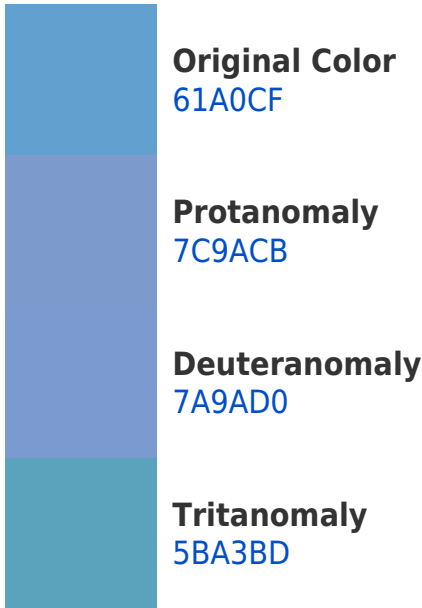 Original Color
61A0CF
Protanomaly
7C9ACB
Deuteranomaly
7A9AD0
Tritanomaly
5BA3BD